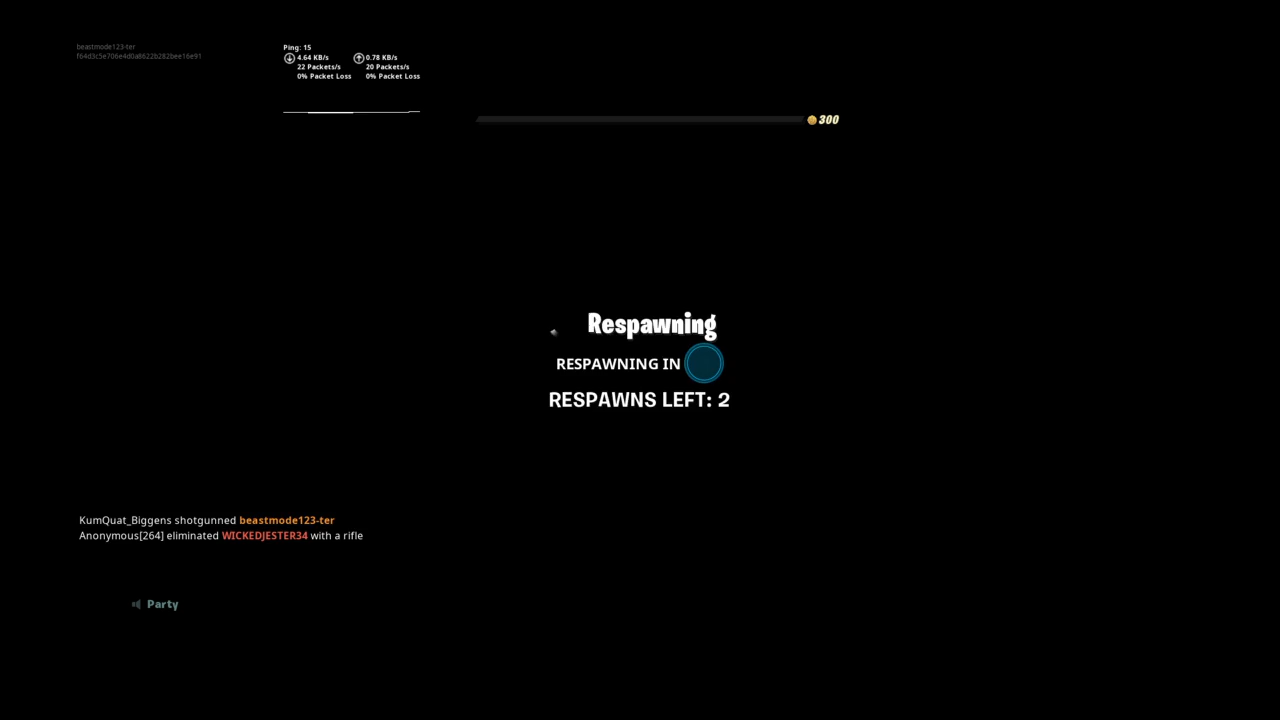 beastmode123-ter
f64d3c5e706e4d0a8622b282bee16e91
Ping: 15
4.64 KB/s
0.78 KB/s
22 Packets/s
20 Packets/s
0% Packet Loss
0% Packet Loss
300
Respawning
RESPAWNING IN
RESPAWNS LEFT: 2
KumQuat_Biggens shotgunned beastmode123-ter
Anonymous[264] eliminated WICKEDJESTER34 with a rifle
Party